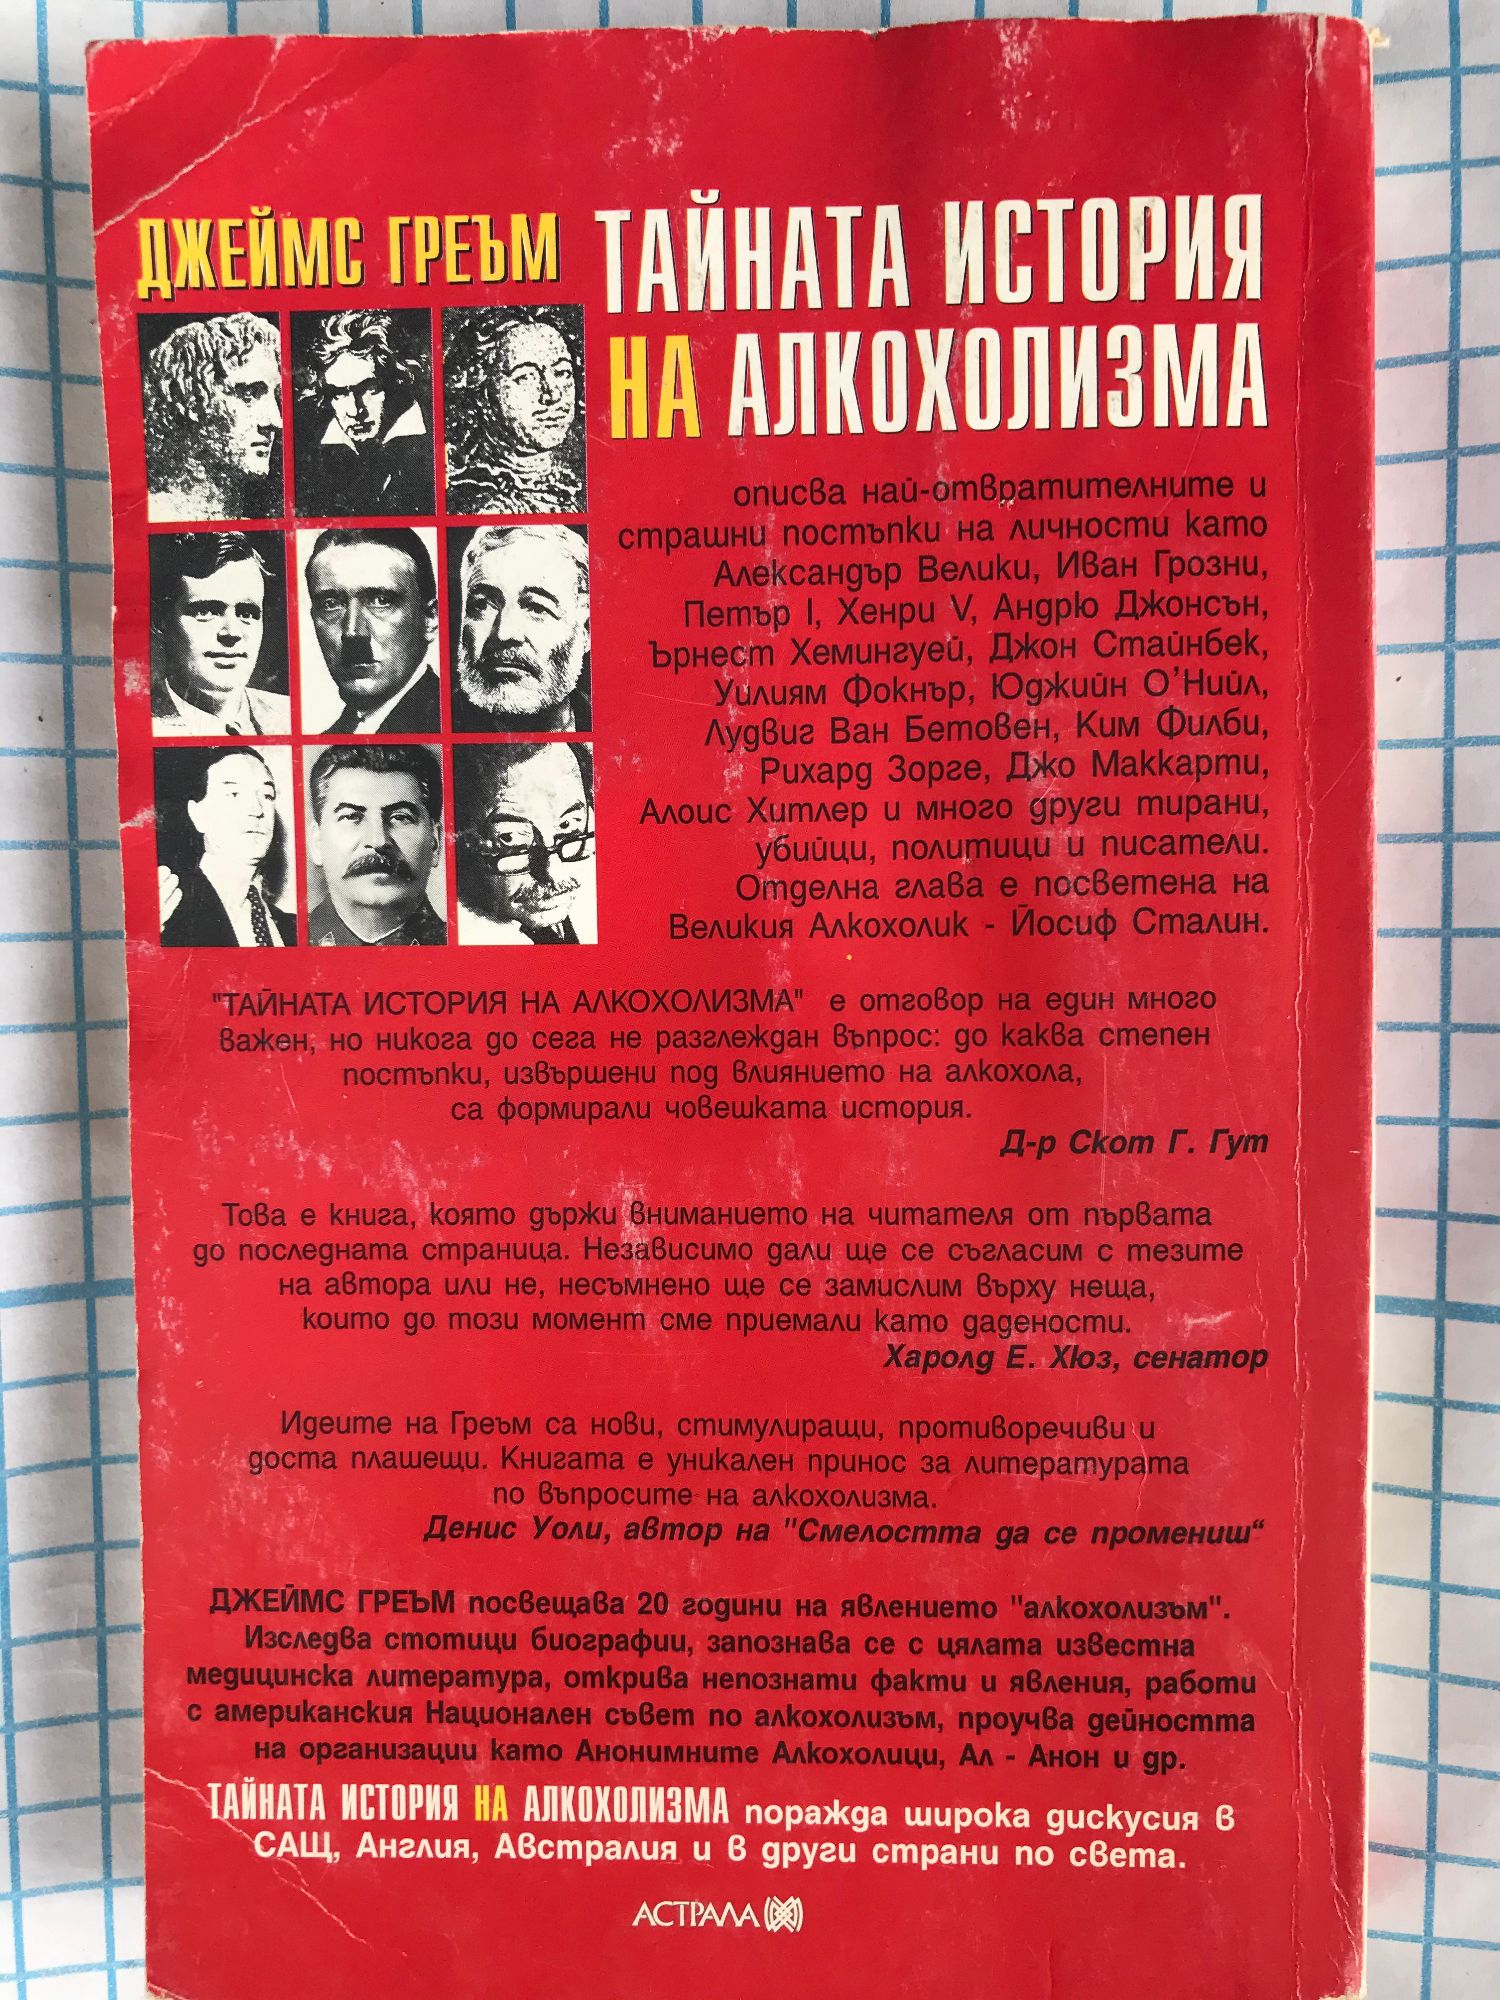 ДЖЕЙМС ГРЕЪМ
ТАЙНАТА ИСТОРИЯ
НА АЛКОХОЛИЗМА
описва най-отвратителните и
страшни постъпки на личности като
Александър Велики, Иван Грозни,
Петър I, Хенри V, Андрю Джонсън,
Ърнест Хемингуей, Джон Стайнбек,
Уилиям Фокнър, Юджийн О'Нийл,
Лудвиг Ван Бетовен, Ким Филби,
Рихард Зорге, Джо Маккарти,
Алоис Хитлер и много други тирани,
убийци, политици и писатели.
Отделна глава е посветена на
Великия Алкохолик - Йосиф Сталин.
"ТАЙНАТА ИСТОРИЯ НА АЛКОХОЛИЗМА" е отговор на един много
важен, но никога до сега не разглеждан въпрос: до каква степен
постъпки, извършени под влиянието на алкохола,
са формирали човешката история.
Д-р Скот Г. Гут
Това е книга, която държи вниманието на читателя от първата
до последната страница. Независимо дали ще се съгласим с тезите
на автора или не, несъмнено ще се замислим върху неща,
които до този момент сме приемали като дадености.
Харолд Е. Хюз, сенатор
Идеите на Греъм са нови, стимулиращи, противоречиви и
доста плашещи. Книгата е уникален принос за литературата
по въпросите на алкохолизма.
Денис Уоли, автор на "Смелостта да се промениш“
ДЖЕЙМС ГРЕЪМ посвещава 20 години на явлението "алкохолизъм".
Изследва стотици биографии, запознава се с цялата известна
медицинска литература, открива непознати факти и явления, работи
с американския Национален съвет по алкохолизъм, проучва дейността
на организации като Анонимните Алкохолици, Ал - Анон и др.
ТАЙНАТА ИСТОРИЯ НА АЛКОХОЛИЗМА поражда широка дискусия в
САЩ, Англия, Австралия и в други страни по света.
АСТРАЛА